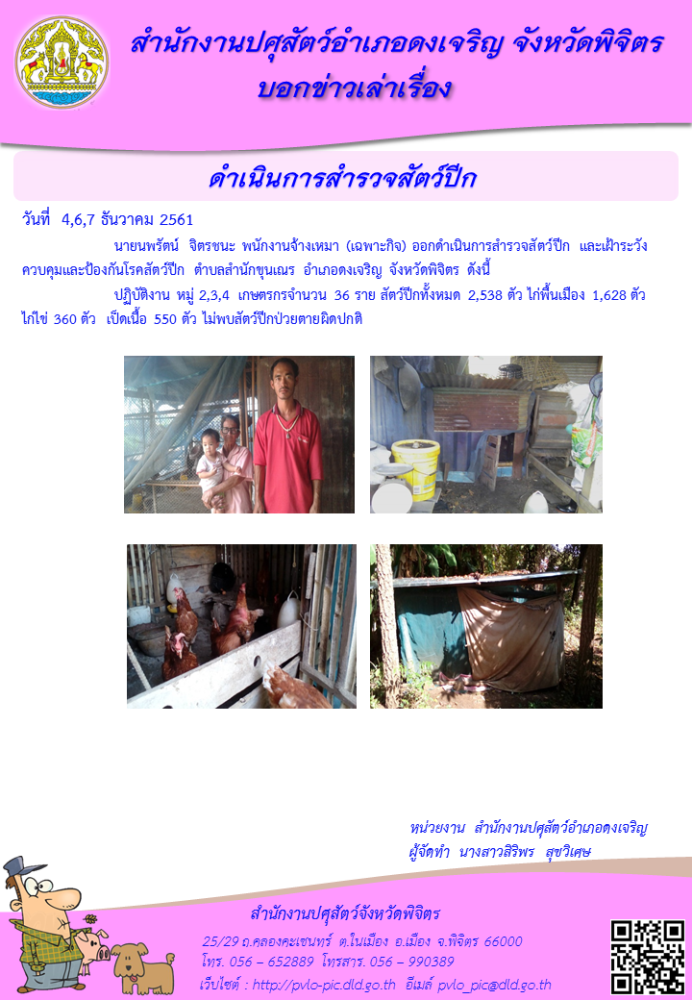 สำนักงานปศุสัตว์อำเภอดงเจริญ จังหวัดพิจิตร
บอกข่าวเล่าเรื่อง
ดำเนินการสำรวจสัตว์ปีก
วันที่ 4,6,7 ธันวาคม 2561
นายนพรัตน์ จิตรชนะ พนักงานจ้างเหมา (เฉพาะกิจ) ออกดำเนินการสำรวจสัตว์ปีก และเฝ้าระวัง
ควบคุมและป้องกันโรคสัตว์ปีก ตำบลสำนักขุนเณร อำเภอดงเจริญ จังหวัดพิจิตร ดังนี้
ปฏิบัติงาน หมู่ 2,3,4 เกษตรกรจำนวน 36 ราย สัตว์ปีกทั้งหมด 2,538 ตัว ไก่พื้นเมือง 1,628 ตัว
ไก่ไข่ 360 ตัว เป็ดเนื้อ 550 ตัว ไม่พบสัตว์ปีกป่วยตายผิดปกติ
หน่วยงาน สำนักงานปศุสัตว์อำเภอดงเจริญ
ผู้จัดทำ นางสาวสิริพร สุขวิเศษ
สำนักงานปศุสัตว์จังหวัดพิจิตร
25/29 ถ.คลองคะเชนทร์ ต.ในเมือง อ.เมือง จ.พิจิตร 66000
โทร. 056 – 652889 โทรสาร. 056 – 990389
เว็บไซต์ : http://pvlo-pic.dld.go.th อีเมล์ pvlo_pic@dld.go.th